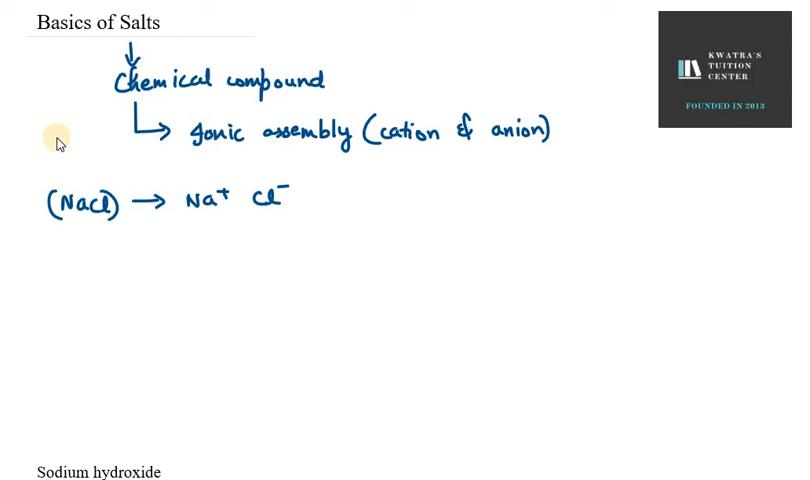 Basics of Salts
Chemical compound
Ionic assembly (cation & anion)
(NaCl) → Na⁺ Cl⁻
KWATRA'S
TUITION
CENTER
FOUNDED IN 2013
Sodium hydroxide